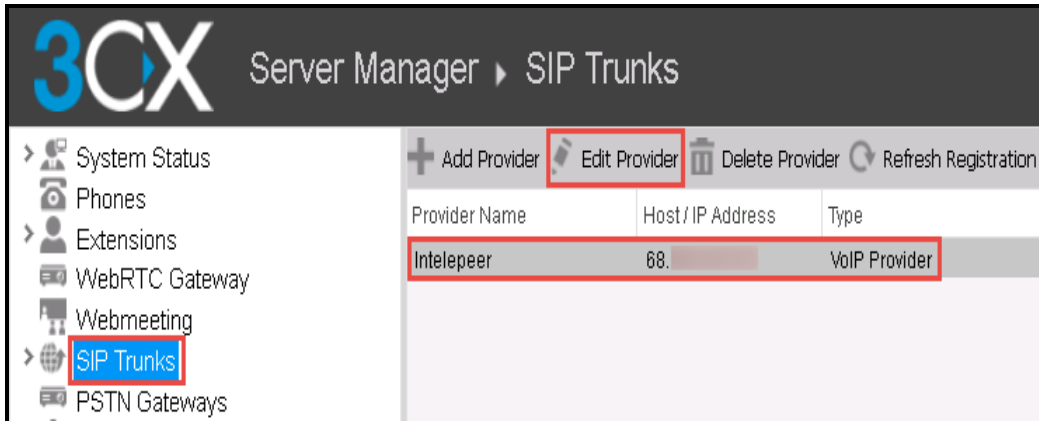 3CX Server Manager SIP Trunks
System Status
Phones
Extensions
WebRTC Gateway
Webmeeting
SIP Trunks
PSTN Gateways
Add Provider Edit Provider Delete Provider Refresh Registration
Provider Name Host / IP Address Type
Intelepeer 68. VoIP Provider